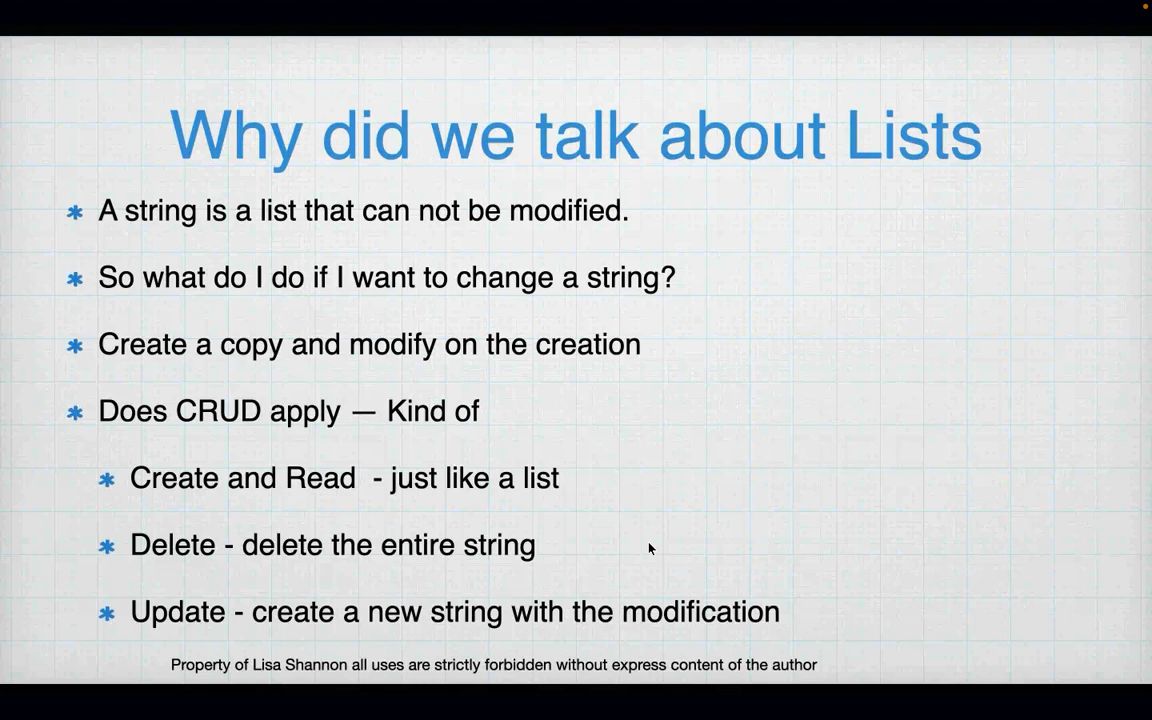 Why did we talk about Lists
A string is a list that can not be modified.
So what do I do if I want to change a string?
Create a copy and modify on the creation
Does CRUD apply — Kind of
Create and Read - just like a list
Delete - delete the entire string
Update - create a new string with the modification
Property of Lisa Shannon all uses are strictly forbidden without express content of the author